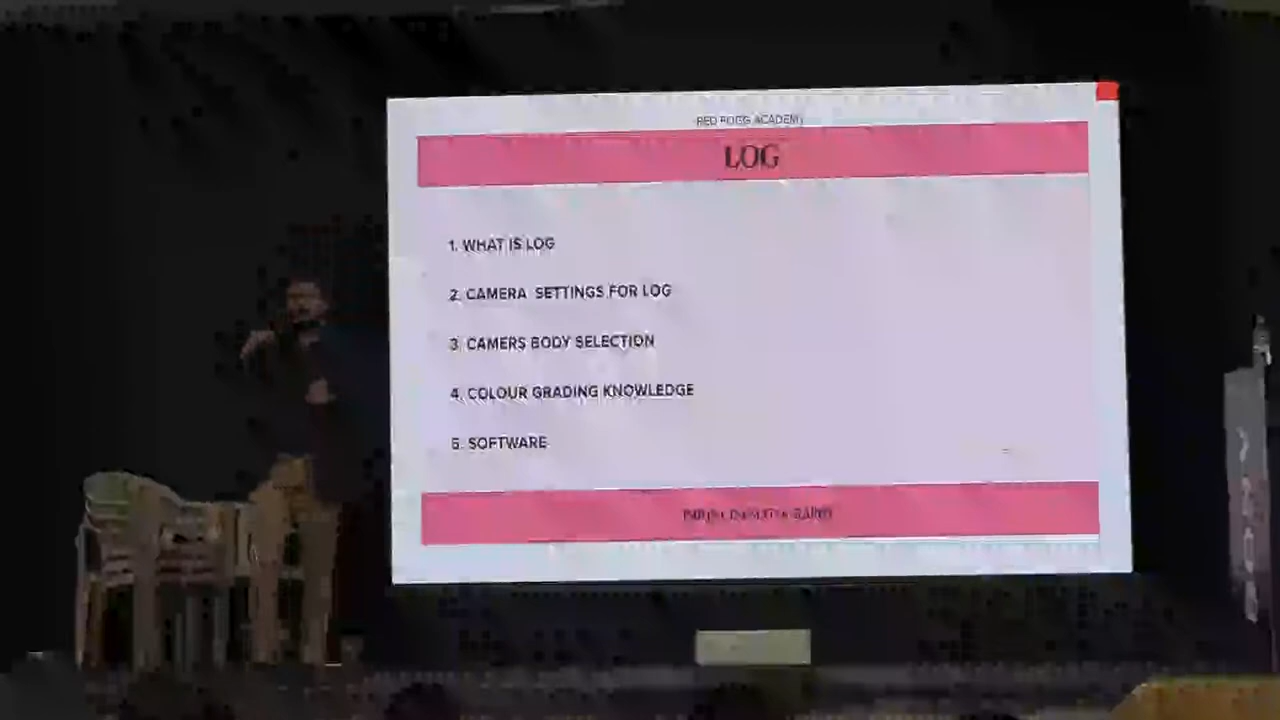 RED FOGG ACADEMY
LOG
1. WHAT IS LOG
2. CAMERA SETTINGS FOR LOG
3. CAMERS BODY SELECTION
4. COLOUR GRADING KNOWLEDGE
5. SOFTWARE